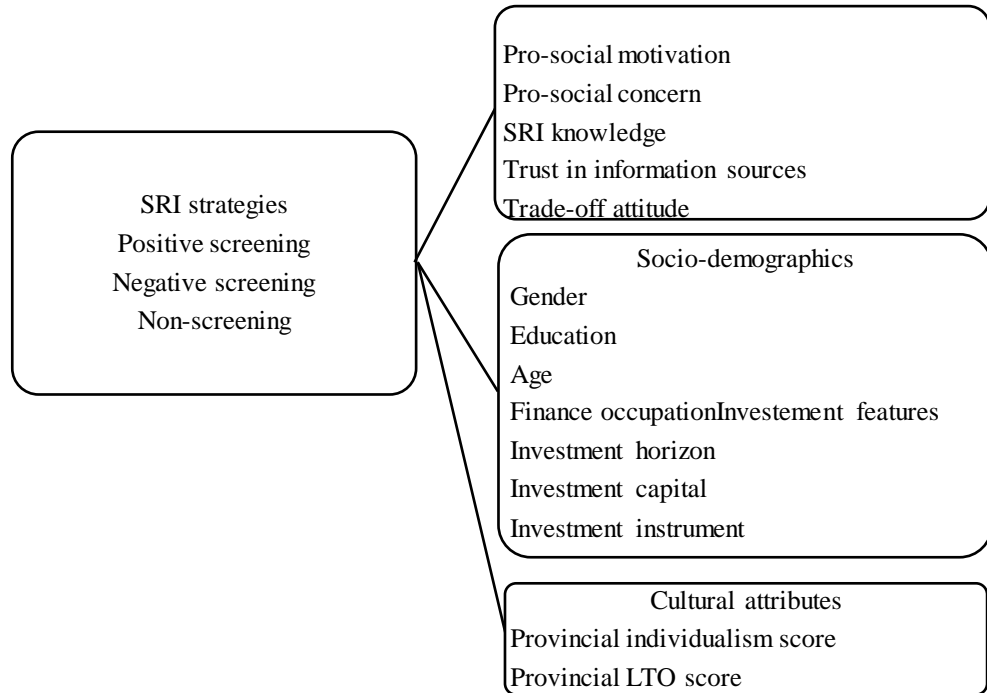 SRI strategies
Positive screening
Negative screening
Non-screening
Pro-social motivation
Pro-social concern
SRI knowledge
Trust in information sources
Trade-off attitude
Socio-demographics
Gender
Education
Age
Finance occupationInvestement features
Investment horizon
Investment capital
Investment instrument
Cultural attributes
Provincial individualism score
Provincial LTO score